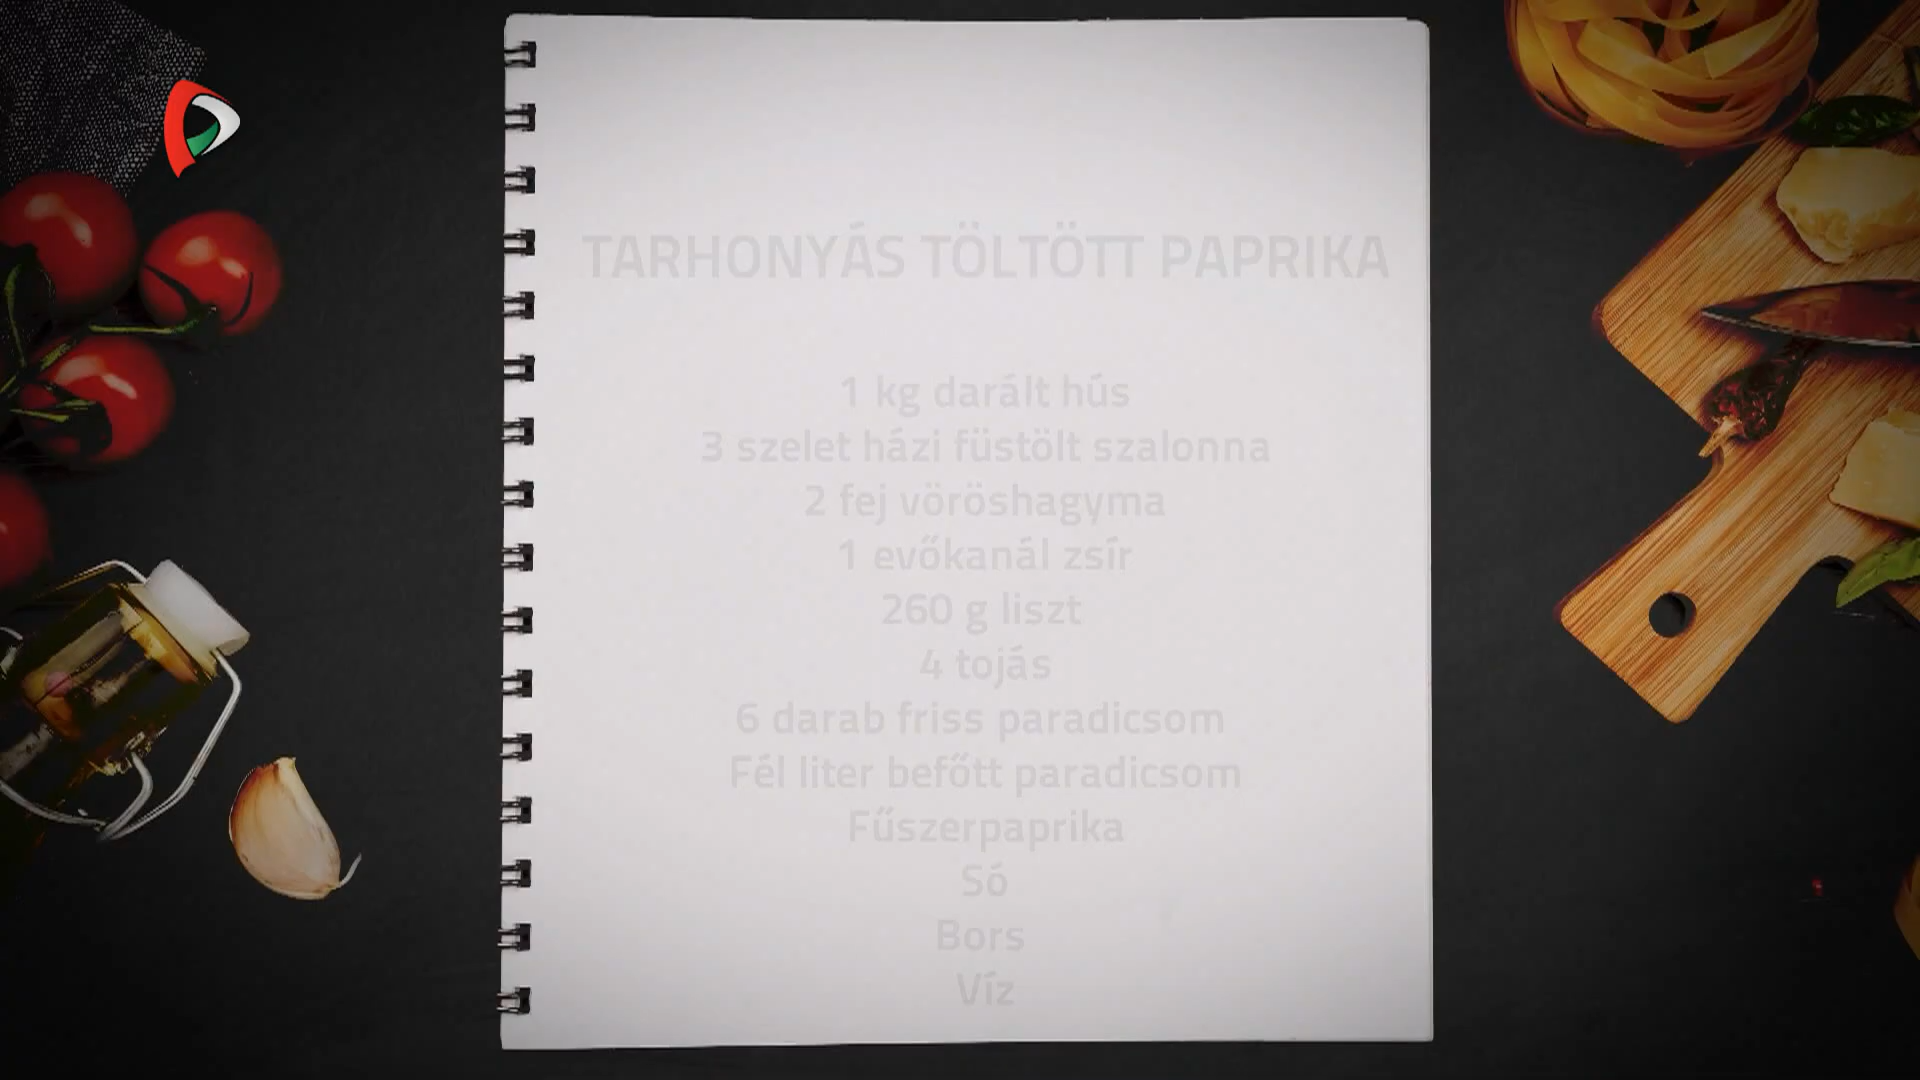 TARHONYÁS TÖLTÖTT PAPRIKA
1 kg darált hús
3 szelet házi füstölt szalonna
2 fej vöröshagyma
1 evőkanál zsír
260 g liszt
4 tojás
6 darab friss paradicsom
Fél liter befőtt paradicsom
Fűszerpaprika
Só
Bors
Víz